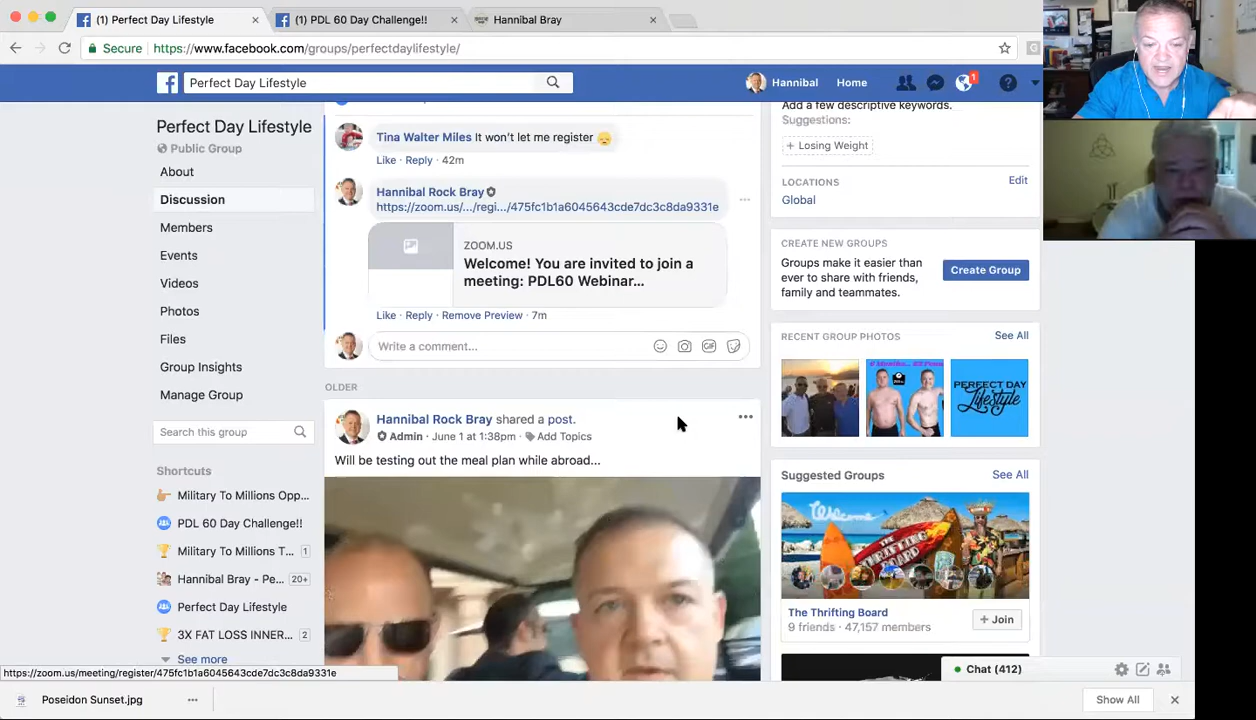 (1) Perfect Day Lifestyle
(1) PDL 60 Day Challenge!!
Hannibal Bray
Secure
https://www.facebook.com/groups/perfectdaylifestyle/
Perfect Day Lifestyle
Hannibal
Home
1
Perfect Day Lifestyle
Public Group
About
Discussion
Members
Events
Videos
Photos
Files
Group Insights
Manage Group
Search this group
Shortcuts
Military To Millions Opp...
PDL 60 Day Challenge!!
Military To Millions T... 1
Hannibal Bray - Pe... 20+
Perfect Day Lifestyle
3X FAT LOSS INNER... 2
See more
Tina Walter Miles It won't let me register
Like · Reply · 42m
Hannibal Rock Bray
https://zoom.us/.../regi.../475fc1b1a6045643cde7dc3c8da9331e
ZOOM.US
Welcome! You are invited to join a
meeting: PDL60 Webinar...
Like · Reply · Remove Preview · 7m
Write a comment...
GIF
OLDER
Hannibal Rock Bray shared a post.
Admin · June 1 at 1:38pm · Add Topics
Will be testing out the meal plan while abroad...
Add a few descriptive keywords.
Suggestions:
+ Losing Weight
LOCATIONS
Edit
Global
CREATE NEW GROUPS
Groups make it easier than
ever to share with friends,
family and teammates.
Create Group
RECENT GROUP PHOTOS
See All
PERFECT DAY
Lifestyle
Suggested Groups
See All
Welcome
THE
THRIFTING
BOARD
The Thrifting Board
9 friends · 47,157 members
+ Join
Chat (412)
https://zoom.us/meeting/register/475fc1b1a6045643cde7dc3c8da9331e
Poseidon Sunset.jpg
Show All